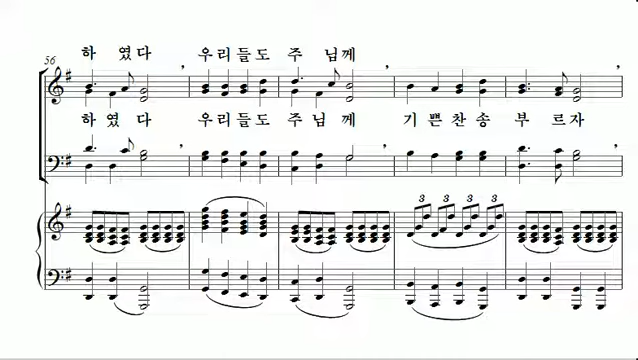 56
하 였다 우리들도 주 님께
하였 다 우리들도 주님 께 기 쁜 찬 송 부 르 자
3 3 3 3